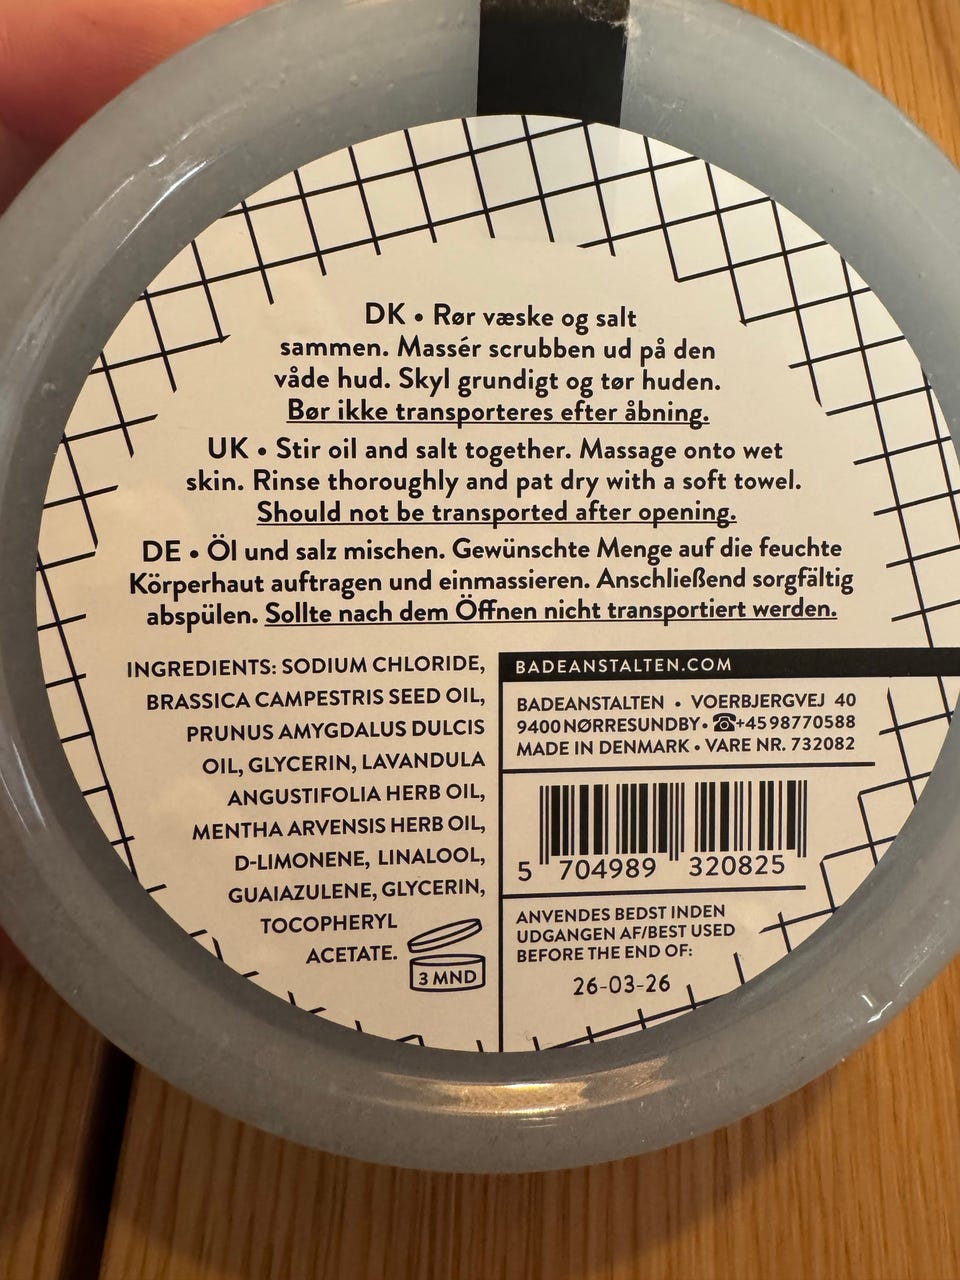 DK • Rør væske og salt
sammen. Massér scrubben ud på den
våde hud. Skyl grundigt og tør huden.
Bør ikke transporteres efter åbning.
UK • Stir oil and salt together. Massage onto wet
skin. Rinse thoroughly and pat dry with a soft towel.
Should not be transported after opening.
DE • Öl und salz mischen. Gewünschte Menge auf die feuchte
Körperhaut auftragen und einmassieren. Anschließend sorgfältig
abspülen. Sollte nach dem Öffnen nicht transportiert werden.
INGREDIENTS: SODIUM CHLORIDE,
BRASSICA CAMPESTRIS SEED OIL,
PRUNUS AMYGDALUS DULCIS
OIL, GLYCERIN, LAVANDULA
ANGUSTIFOLIA HERB OIL,
MENTHA ARVENSIS HERB OIL,
D-LIMONENE, LINALOOL,
GUAIAZULENE, GLYCERIN,
TOCOPHERYL
ACETATE.
3 MND
BADEANSTALTEN.COM
BADEANSTALTEN • VOERBJERGVEJ 40
9400 NØRRESUNDBY • ☎+45 98770588
MADE IN DENMARK • VARE NR. 732082
5 704989 320825
ANVENDES BEDST INDEN
UDGANGEN AF/BEST USED
BEFORE THE END OF:
26-03-26